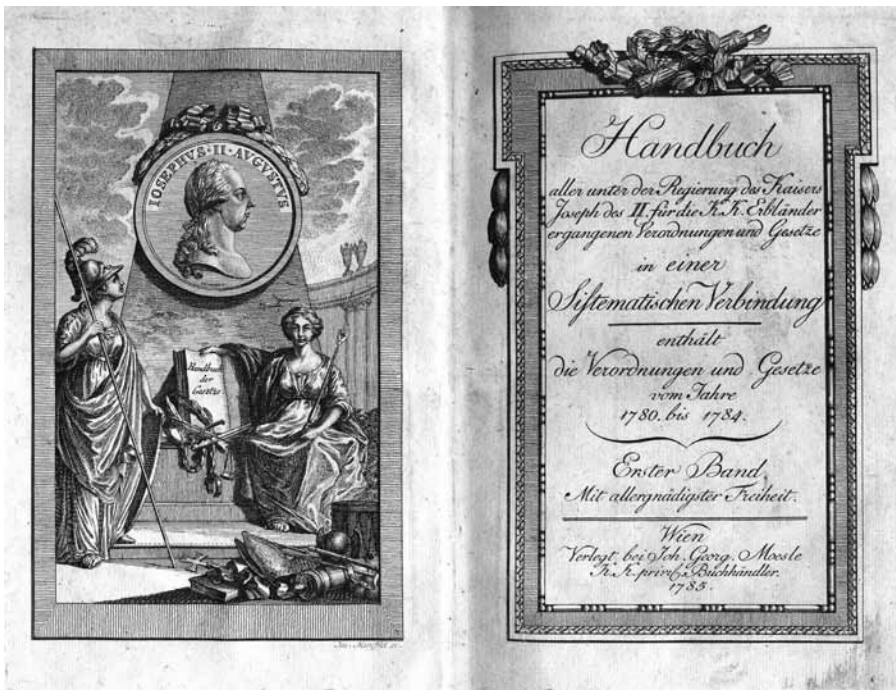 IOSEPHVS·II·AVGVSTVS
Handbuch
der
Gesetze
Handbuch
aller unter der Regierung des Kaisers
Joseph des II. für die K.K. Erbländer
ergangenen Verordnungen und Gesetze
in einer
Sistematischen Verbindung
enthält
die Verordnungen und Gesetze
vom Jahre
1780. bis 1784.
Erster Band,
Mit allergnädigster Freiheit.
Wien
Verlegt bei Joh. Georg. Moesle
K.K. privil. Buchhändler.
1785.